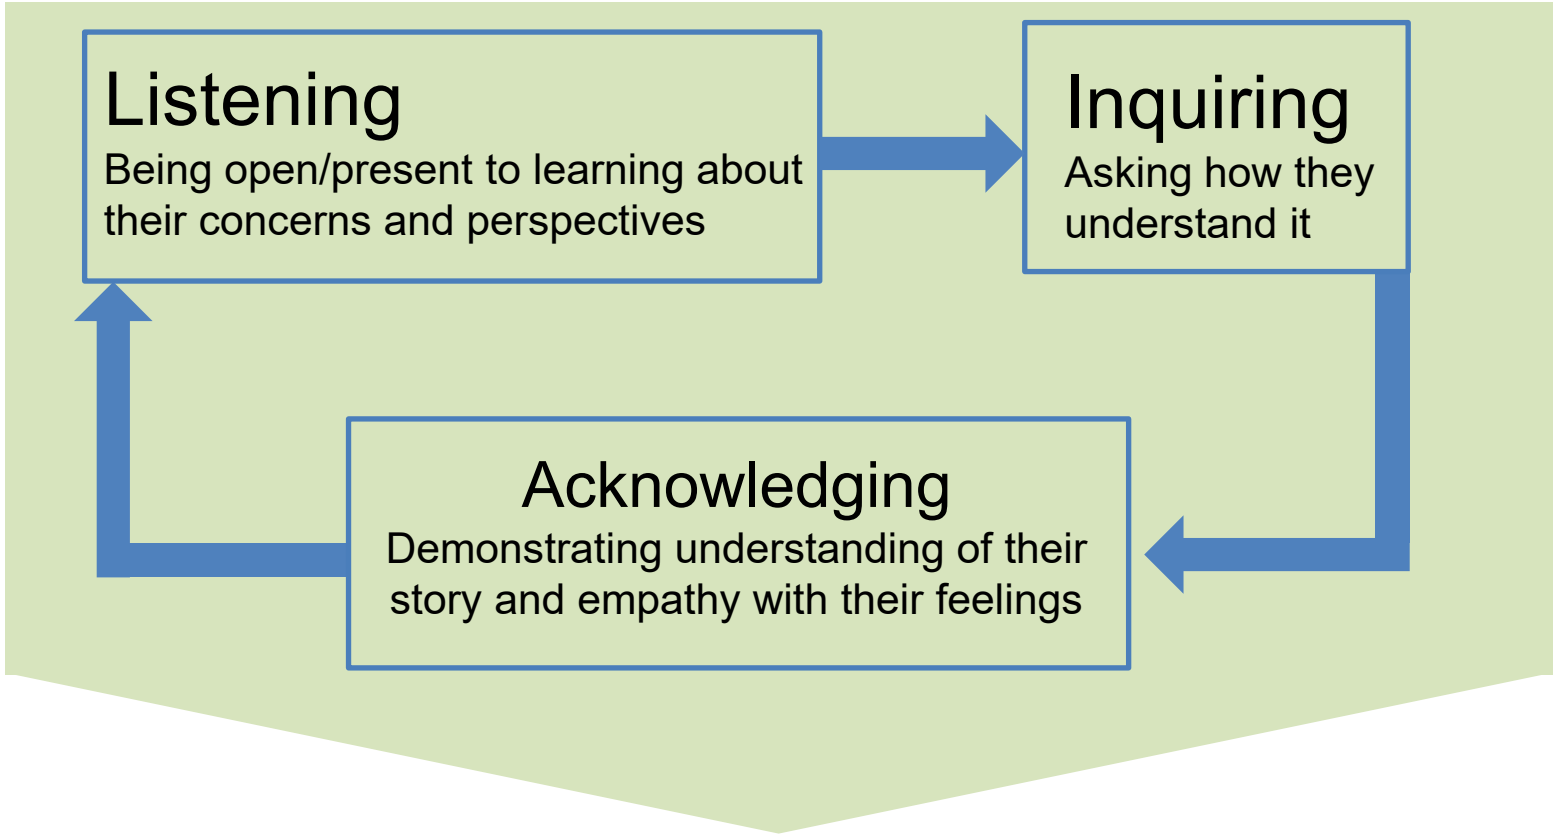 Listening
Being open/present to learning about
their concerns and perspectives
Inquiring
Asking how they
understand it
Acknowledging
Demonstrating understanding of their
story and empathy with their feelings